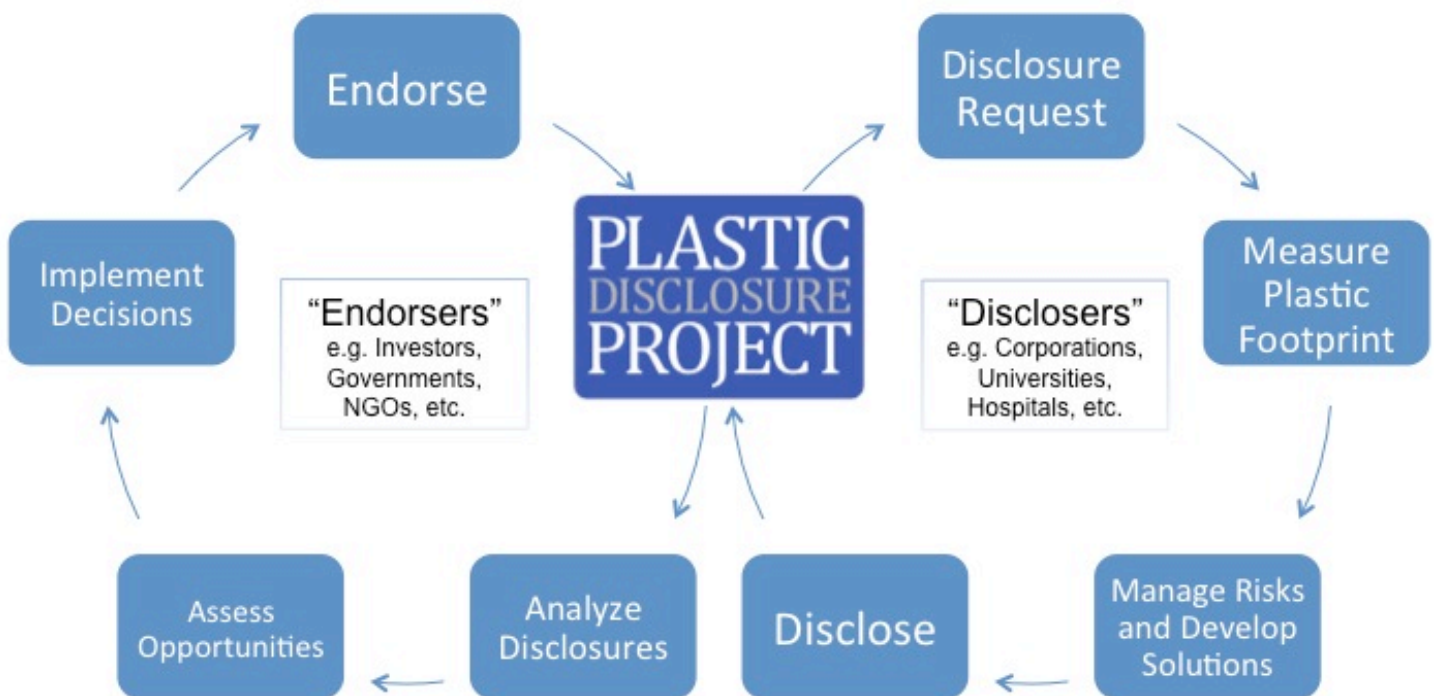 Endorse
Disclosure
Request
PLASTIC
DISCLOSURE
PROJECT
Implement
Decisions
“Endorsers”
e.g. Investors,
Governments,
NGOs, etc.
“Disclosers”
e.g. Corporations,
Universities,
Hospitals, etc.
Measure
Plastic
Footprint
Assess
Opportunities
Analyze
Disclosures
Disclose
Manage Risks
and Develop
Solutions